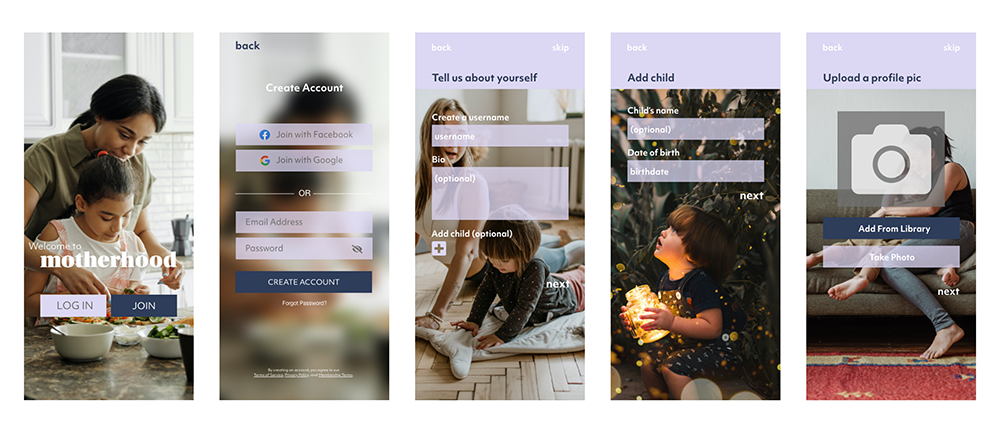 Welcome to
motherhood
LOG IN
JOIN
back
Create Account
Join with Facebook
Join with Google
OR
Email Address
Password
CREATE ACCOUNT
Forgot Password?
By creating an account, you agree to our
Terms of Service, Privacy Policy, and Membership Terms.
back
skip
Tell us about yourself
Create a username
username
Bio
(optional)
Add child (optional)
next
back
Add child
Child's name
(optional)
Date of birth
birthdate
next
back
skip
Upload a profile pic
Add From Library
Take Photo
next